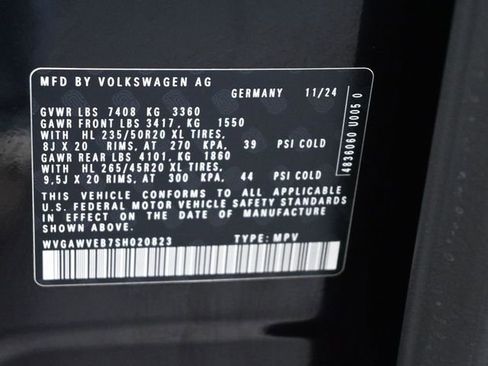 MFD BY VOLKSWAGEN AG
GERMANY 11/24
GVWR LBS 7408 KG 3360
GAWR FRONT LBS 3417, KG 1550
WITH HL 235/50R20 XL TIRES,
8J X 20 RIMS, AT 270 KPA, 39 PSI COLD
GAWR REAR LBS 4101, KG 1860
WITH HL 265/45R20 XL TIRES,
9,5J X 20 RIMS, AT 300 KPA, 44 PSI COLD
THIS VEHICLE CONFORMS TO ALL APPLICABLE
U.S. FEDERAL MOTOR VEHICLE SAFETY STANDARDS
IN EFFECT ON THE DATE OF MANUFACTURE
SHOWN ABOVE.
WVGAWVEB7SH020823 TYPE: MPV
4836060 U005 0